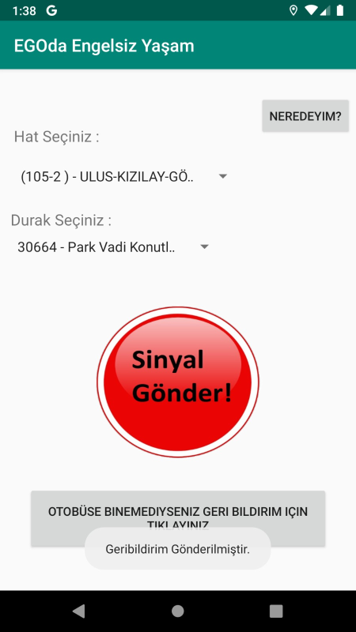 1:38 G
EGOda Engelsiz Yaşam
NEREDEYIM?
Hat Seçiniz :
(105-2 ) - ULUS-KIZILAY-GÖ..
Durak Seçiniz :
30664 - Park Vadi Konutl..
Sinyal
Gönder!
OTOBÜSE BINEMEDIYSENIZ GERI BILDIRIM IÇIN
TIKLAYINIZ
Geribildirim Gönderilmiştir.